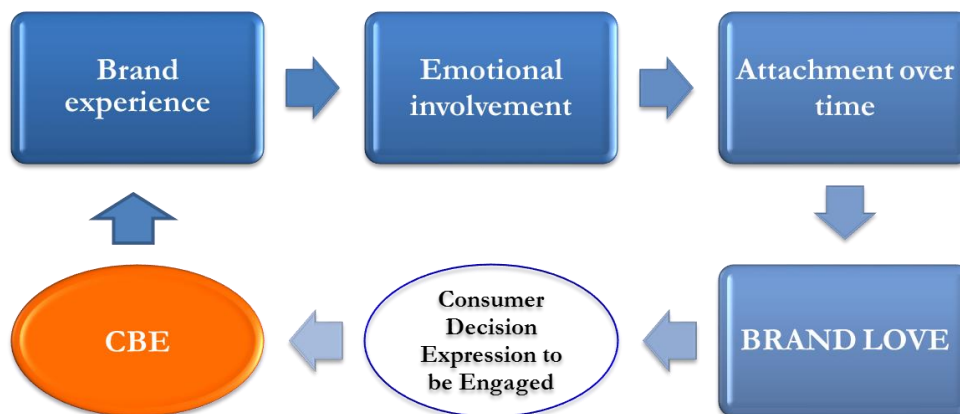 Brand
experience
Emotional
involvement
Attachment over
time
BRAND LOVE
Consumer
Decision
Expression to
be Engaged
CBE